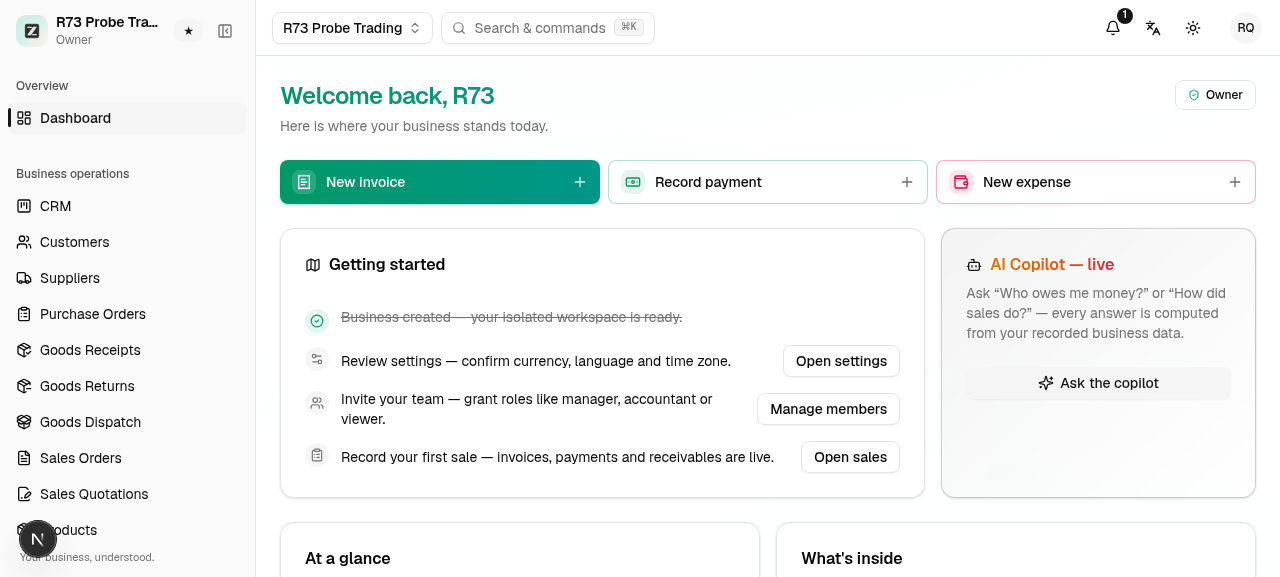 R73 Probe Tra...
Owner
Overview
Dashboard
Business operations
CRM
Customers
Suppliers
Purchase Orders
Goods Receipts
Goods Returns
Goods Dispatch
Sales Orders
Sales Quotations
oducts
N
Your business, understood.
R73 Probe Trading
Search & commands
⌘K
1
RQ
Welcome back, R73
Owner
Here is where your business stands today.
New invoice
Record payment
New expense
Getting started
Business created — your isolated workspace is ready.
Review settings — confirm currency, language and time zone.
Open settings
Invite your team — grant roles like manager, accountant or
viewer.
Manage members
Record your first sale — invoices, payments and receivables are live.
Open sales
AI Copilot — live
Ask “Who owes me money?” or “How did
sales do?” — every answer is computed
from your recorded business data.
Ask the copilot
At a glance
What's inside